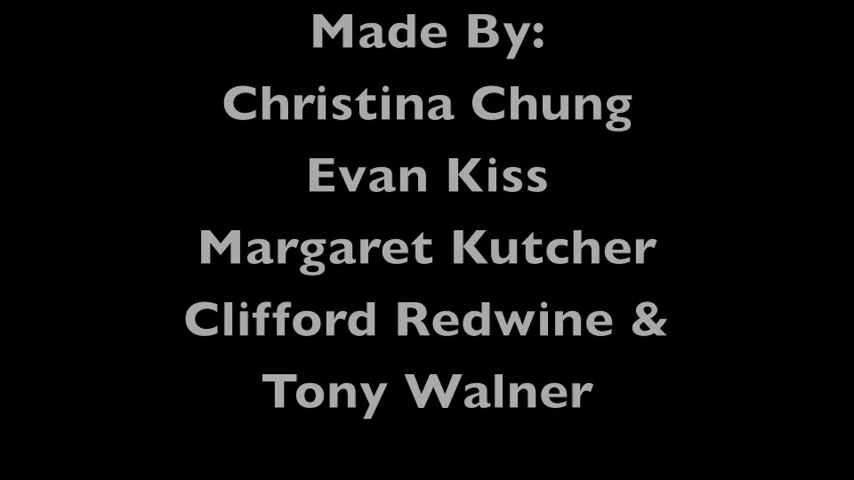 Made By:
Christina Chung
Evan Kiss
Margaret Kutcher
Clifford Redwine &
Tony Walner